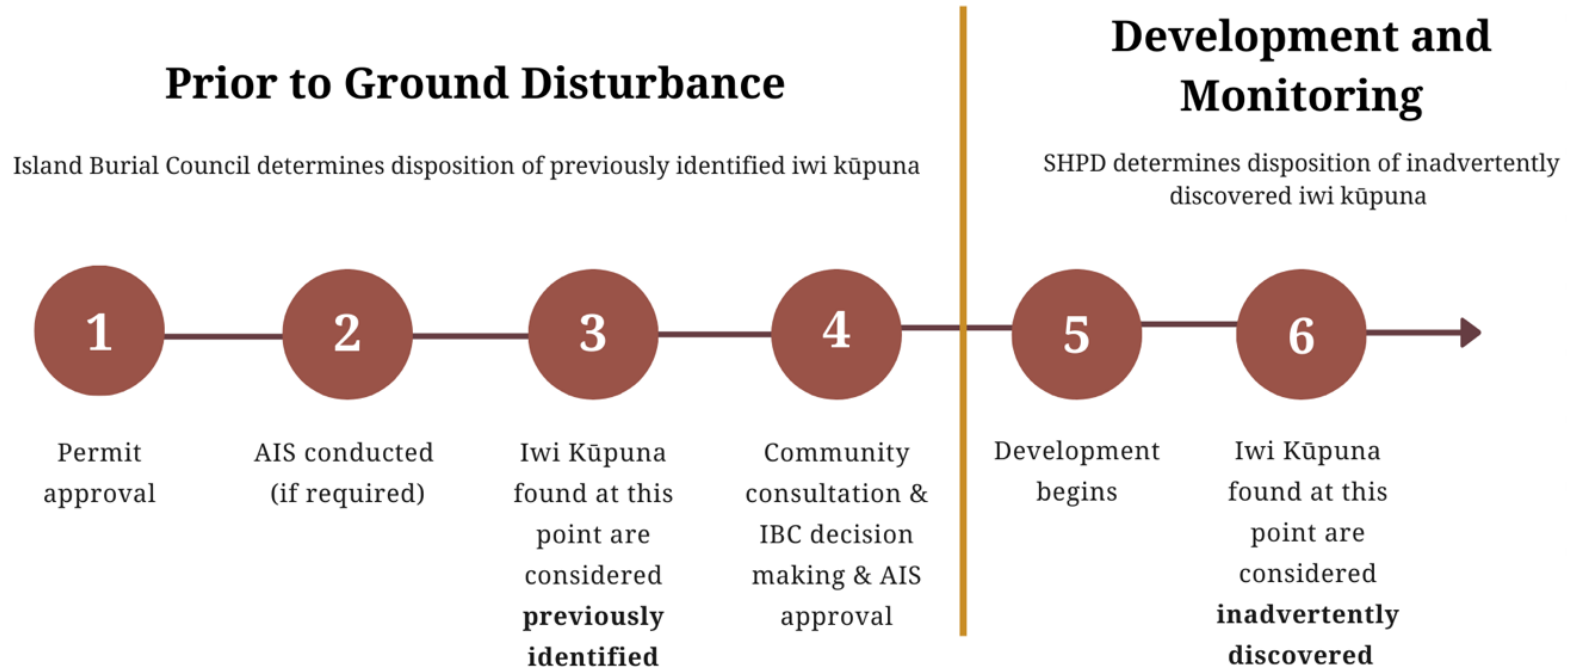 Prior to Ground Disturbance
Island Burial Council determines disposition of previously identified iwi kūpuna
Development and
Monitoring
SHPD determines disposition of inadvertently
discovered iwi kūpuna
1
Permit
approval
2
AIS conducted
(if required)
3
Iwi Kūpuna
found at this
point are
considered
previously
identified
4
Community
consultation &
IBC decision
making & AIS
approval
5
Development
begins
6
Iwi Kūpuna
found at this
point are
considered
inadvertently
discovered